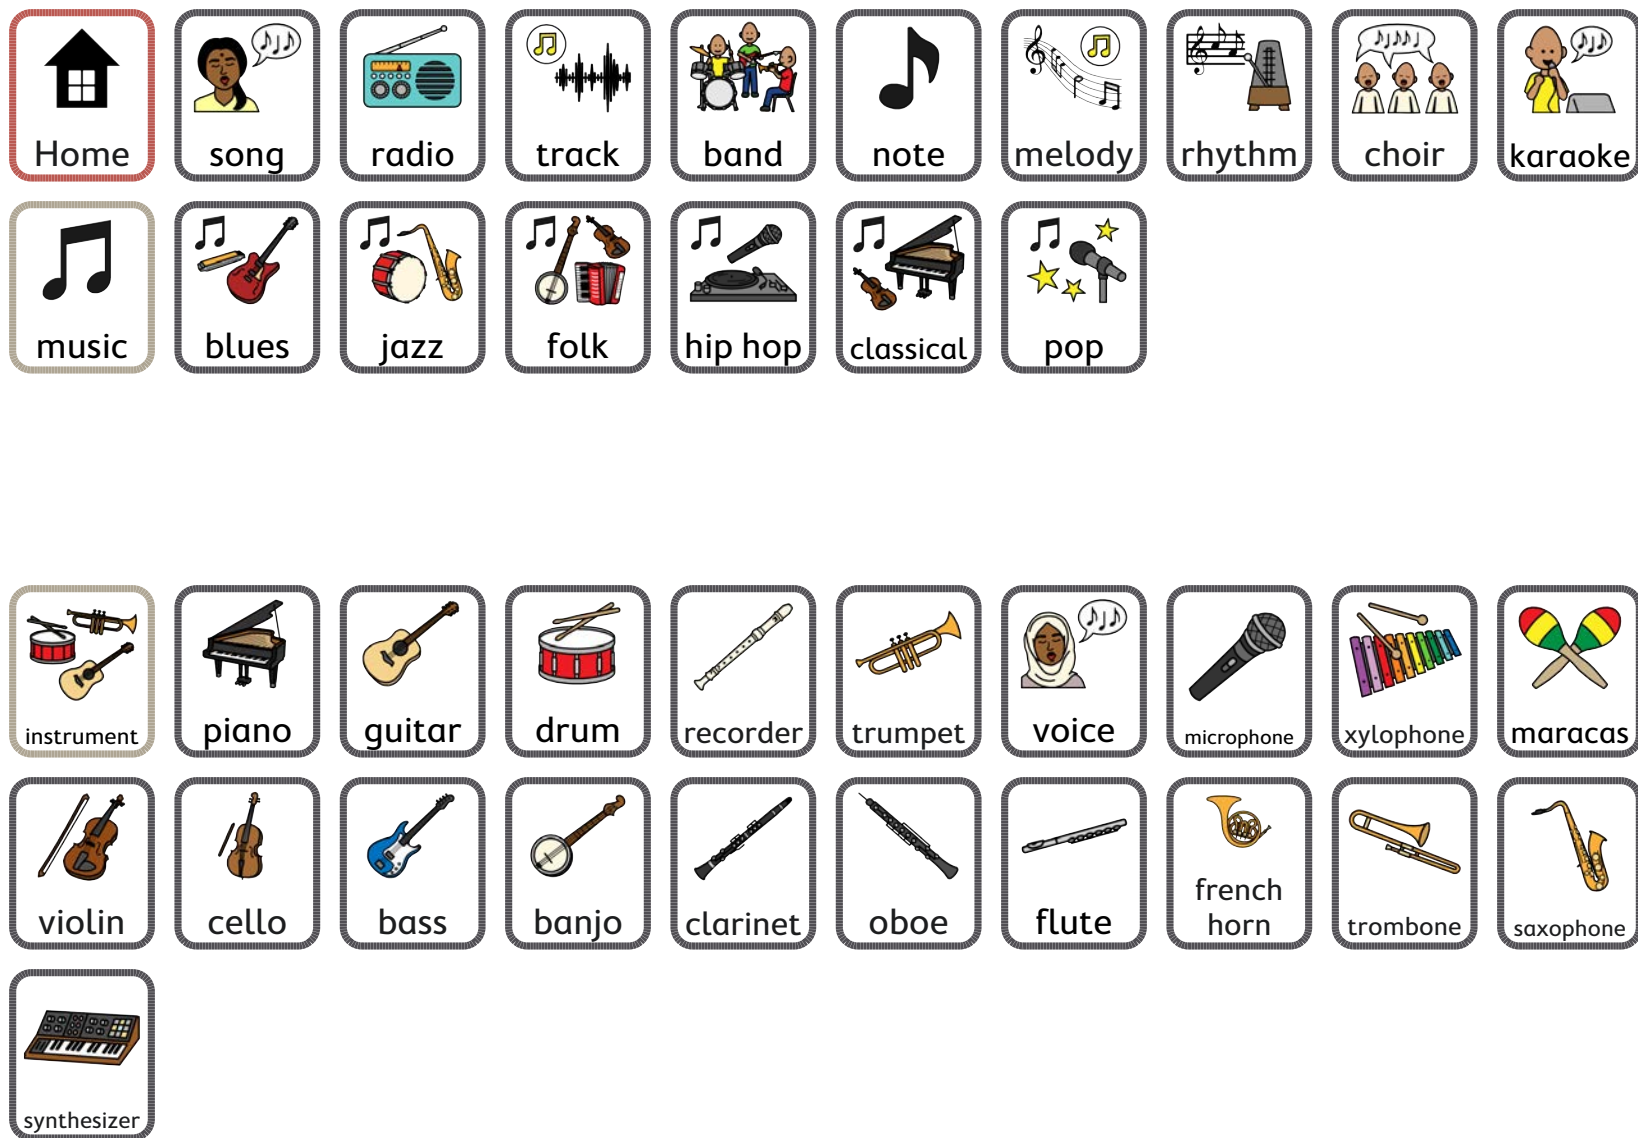 Home song radio track band note melody rhythm choir karaoke
music blues jazz folk hip hop classical pop
instrument piano guitar drum recorder trumpet voice microphone xylophone maracas
violin cello bass banjo clarinet oboe flute french horn trombone saxophone
synthesizer